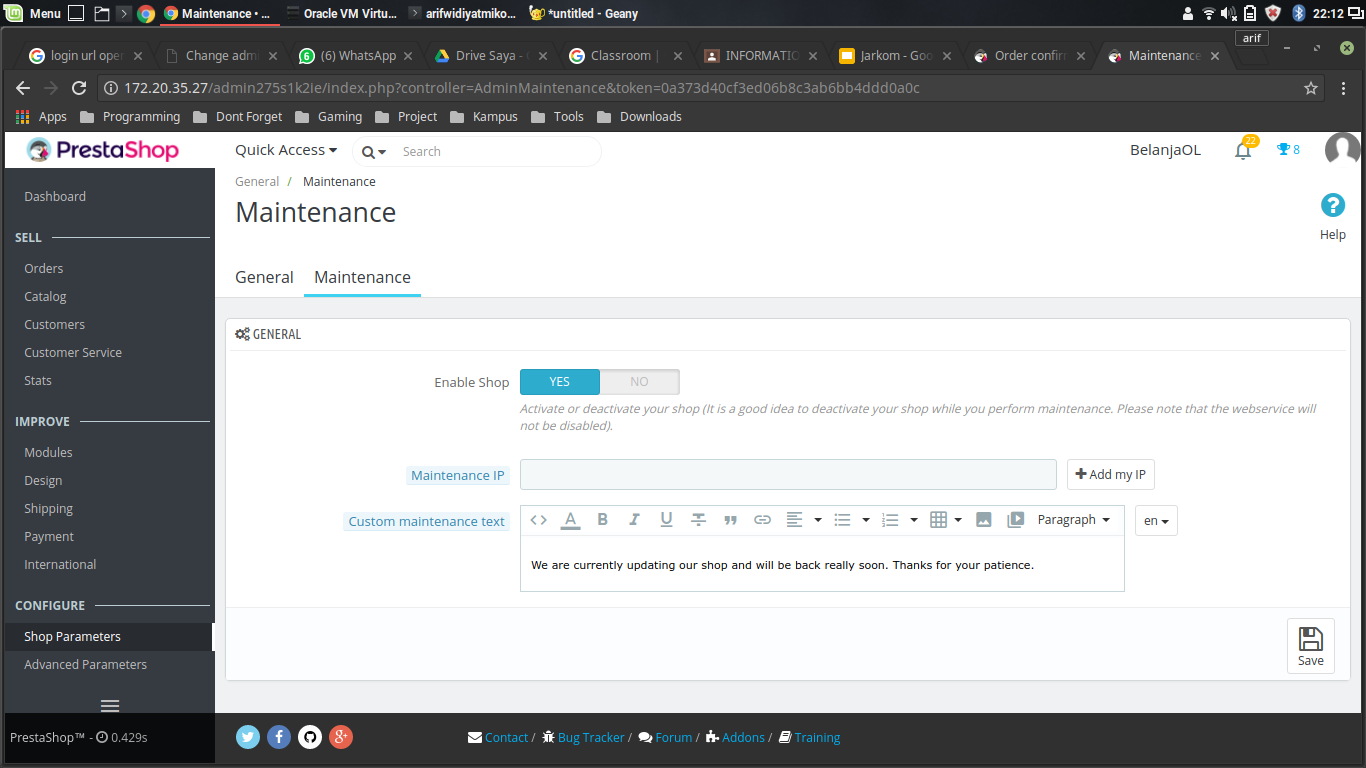 Menu Maintenance • ... Oracle VM Virtu... arifwidiyatmiko... *untitled - Geany 22:12
arif
login url oper Change admi (6) WhatsApp Drive Saya - G Classroom | INFORMATIO Jarkom - Goo Order confirm Maintenance
172.20.35.27/admin275s1k2ie/index.php?controller=AdminMaintenance&token=0a373d40cf3ed06b8c3ab6bb4ddd0a0c
Apps Programming Dont Forget Gaming Project Kampus Tools Downloads
PrestaShop Quick Access Search BelanjaOL 22 8
General / Maintenance
Maintenance
Help
General Maintenance
Dashboard
SELL
Orders
Catalog
Customers
Customer Service
Stats
IMPROVE
Modules
Design
Shipping
Payment
International
CONFIGURE
Shop Parameters
Advanced Parameters
GENERAL
Enable Shop YES NO
Activate or deactivate your shop (It is a good idea to deactivate your shop while you perform maintenance. Please note that the webservice will
not be disabled).
Maintenance IP Add my IP
Custom maintenance text Paragraph en
We are currently updating our shop and will be back really soon. Thanks for your patience.
Save
PrestaShop™ - 0.429s Contact / Bug Tracker / Forum / Addons / Training